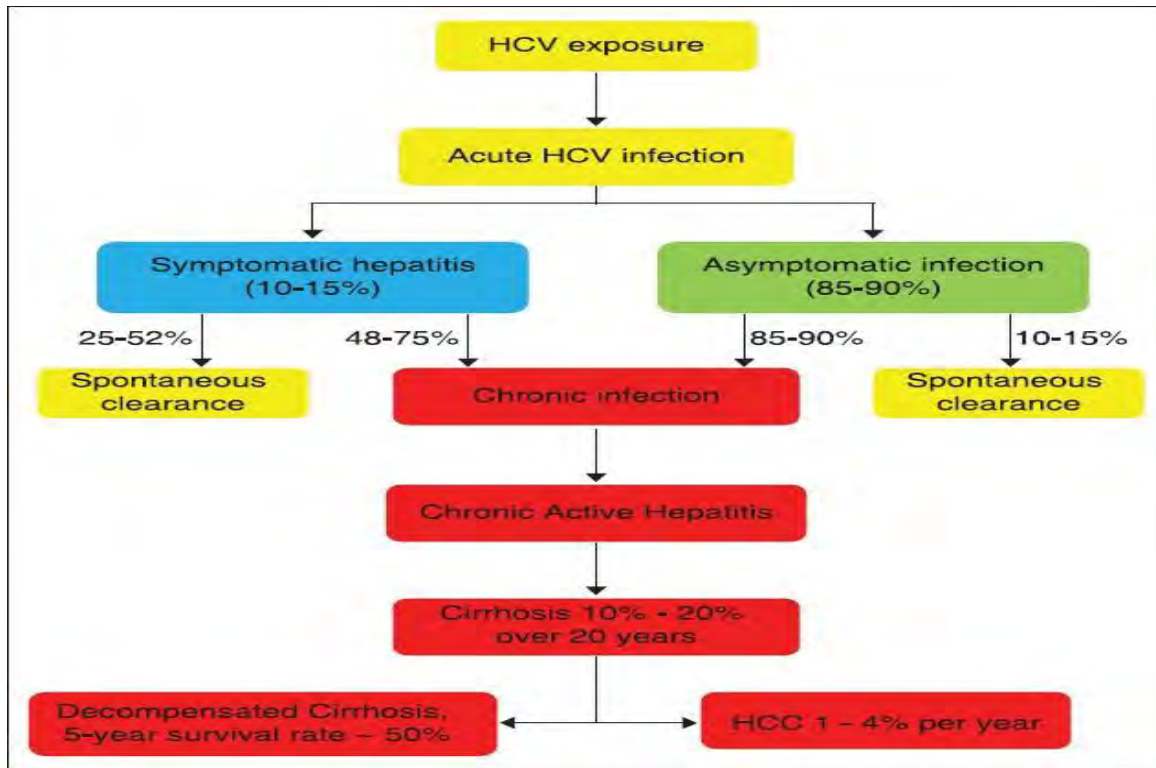 HCV exposure
Acute HCV infection
Symptomatic hepatitis
(10-15%)
Asymptomatic infection
(85-90%)
25-52%
48-75%
85-90%
10-15%
Spontaneous
clearance
Chronic infection
Spontaneous
clearance
Chronic Active Hepatitis
Cirrhosis 10% - 20%
over 20 years
Decompensated Cirrhosis,
5-year survival rate – 50%
HCC 1 – 4% per year